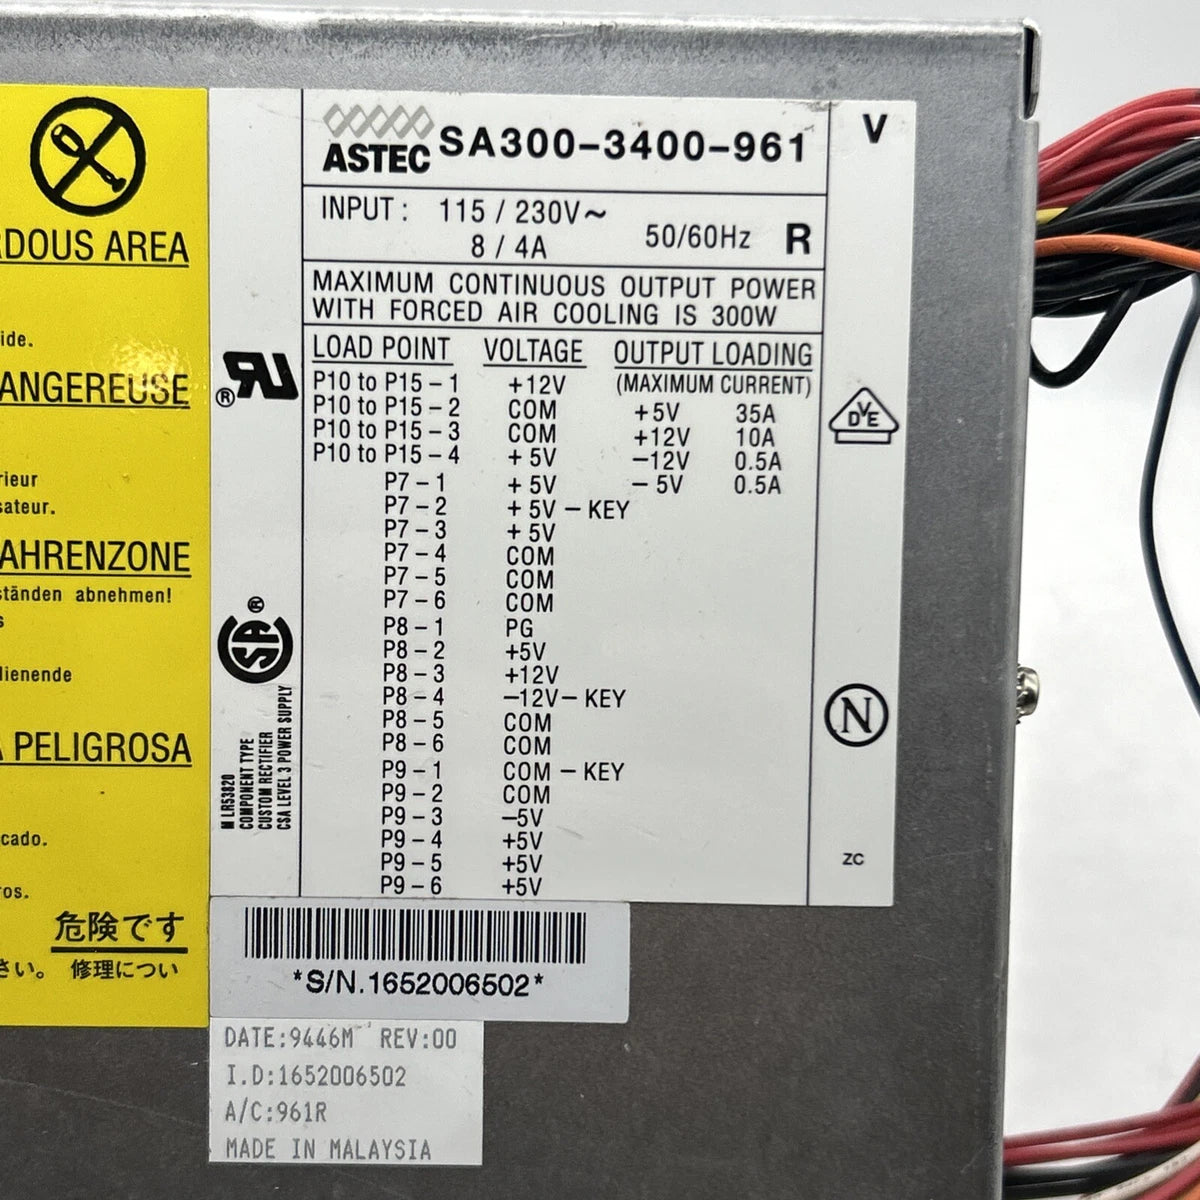 RDOUS AREA
ide.
ANGEREUSE
rieur
sateur.
AHRENZONE
ständen abnehmen!
s
dienende
A PELIGROSA
cado.
ros.
危険です
さい。 修理につい
ASTEC SA300-3400-961
V
INPUT: 115 / 230V~
8 / 4A 50/60Hz R
MAXIMUM CONTINUOUS OUTPUT POWER
WITH FORCED AIR COOLING IS 300W
LOAD POINT VOLTAGE OUTPUT LOADING
P10 to P15 - 1 +12V (MAXIMUM CURRENT)
P10 to P15 - 2 COM +5V 35A
P10 to P15 - 3 COM +12V 10A
P10 to P15 - 4 +5V -12V 0.5A
P7 - 1 +5V -5V 0.5A
P7 - 2 +5V - KEY
P7 - 3 +5V
P7 - 4 COM
P7 - 5 COM
P7 - 6 COM
P8 - 1 PG
P8 - 2 +5V
P8 - 3 +12V
P8 - 4 -12V - KEY
P8 - 5 COM
P8 - 6 COM
P9 - 1 COM - KEY
P9 - 2 COM
P9 - 3 -5V
P9 - 4 +5V
P9 - 5 +5V
P9 - 6 +5V
RU ®
SA ®
M LR53820
COMPONENT TYPE
CUSTOM RECTIFIER
CSA LEVEL 3 POWER SUPPLY
VDE
N
ZC
*S/N.1652006502*
DATE:9446M REV:00
I.D:1652006502
A/C:961R
MADE IN MALAYSIA